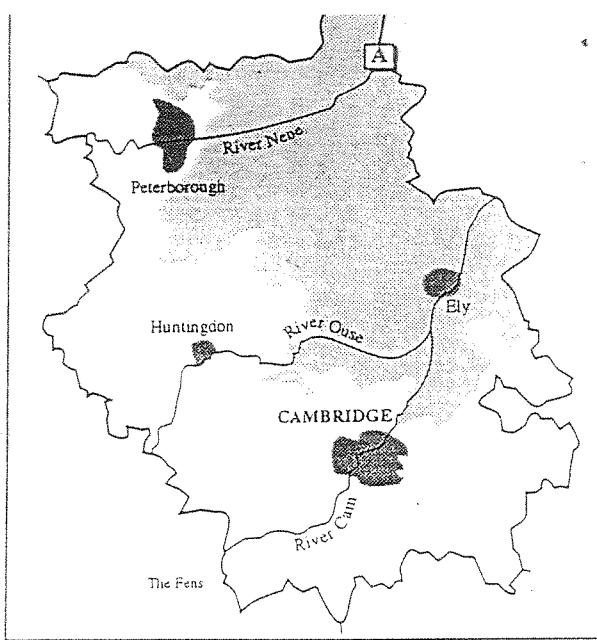 A
River Nene
Peterborough
Ely
Huntingdon
River Ouse
CAMBRIDGE
River Cam
The Fens